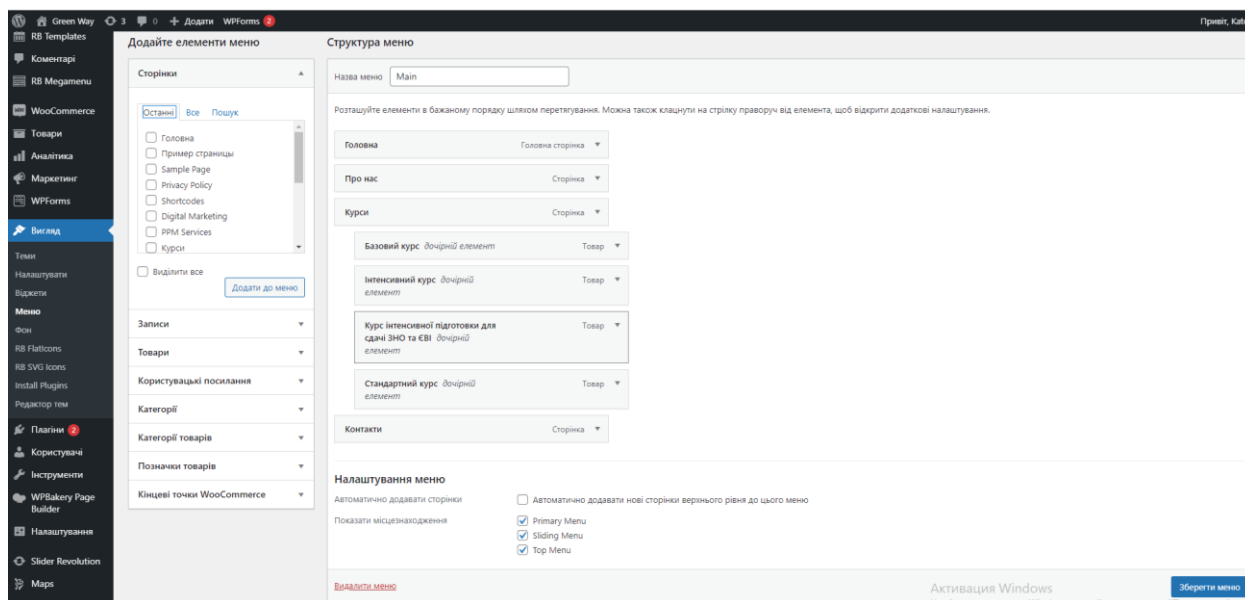 Green Way 3 0 + Додати WPForms 2
Привіт, Kat
RB Templates
Коментарі
RB Megamenu
WooCommerce
Товари
Аналітика
Маркетинг
WPForms
Вигляд
Теми
Налаштувати
Віджети
Меню
Фон
RB Flaticons
RB SVG Icons
Install Plugins
Редактор тем
Плагіни 2
Користувачі
Інструменти
WPBakery Page
Builder
Налаштування
Slider Revolution
Maps
Додайте елементи меню
Сторінки
Останні Все Пошук
Головна
Пример страницы
Sample Page
Privacy Policy
Shortcodes
Digital Marketing
PPM Services
Курси
Виділити все
Додати до меню
Записи
Товари
Користувацькі посилання
Категорії
Категорії товарів
Позначки товарів
Кінцеві точки WooCommerce
Структура меню
Назва меню Main
Розташуйте елементи в бажаному порядку шляхом перетягування. Можна також клацнути на стрілку праворуч від елемента, щоб відкрити додаткові налаштування.
Головна Головна сторінка
Про нас Сторінка
Курси Сторінка
Базовий курс дочірній елемент Товар
Інтенсивний курс дочірній Товар
елемент
Курс інтенсивної підготовки для Товар
сдачі ЗНО та ЄВІ дочірній
елемент
Стандартний курс дочірній Товар
елемент
Контакти Сторінка
Налаштування меню
Автоматично додавати сторінки Автоматично додавати нові сторінки верхнього рівня до цього меню
Показати місцезнаходження Primary Menu
Sliding Menu
Top Menu
Видалити меню
Активация Windows
Зберегти меню